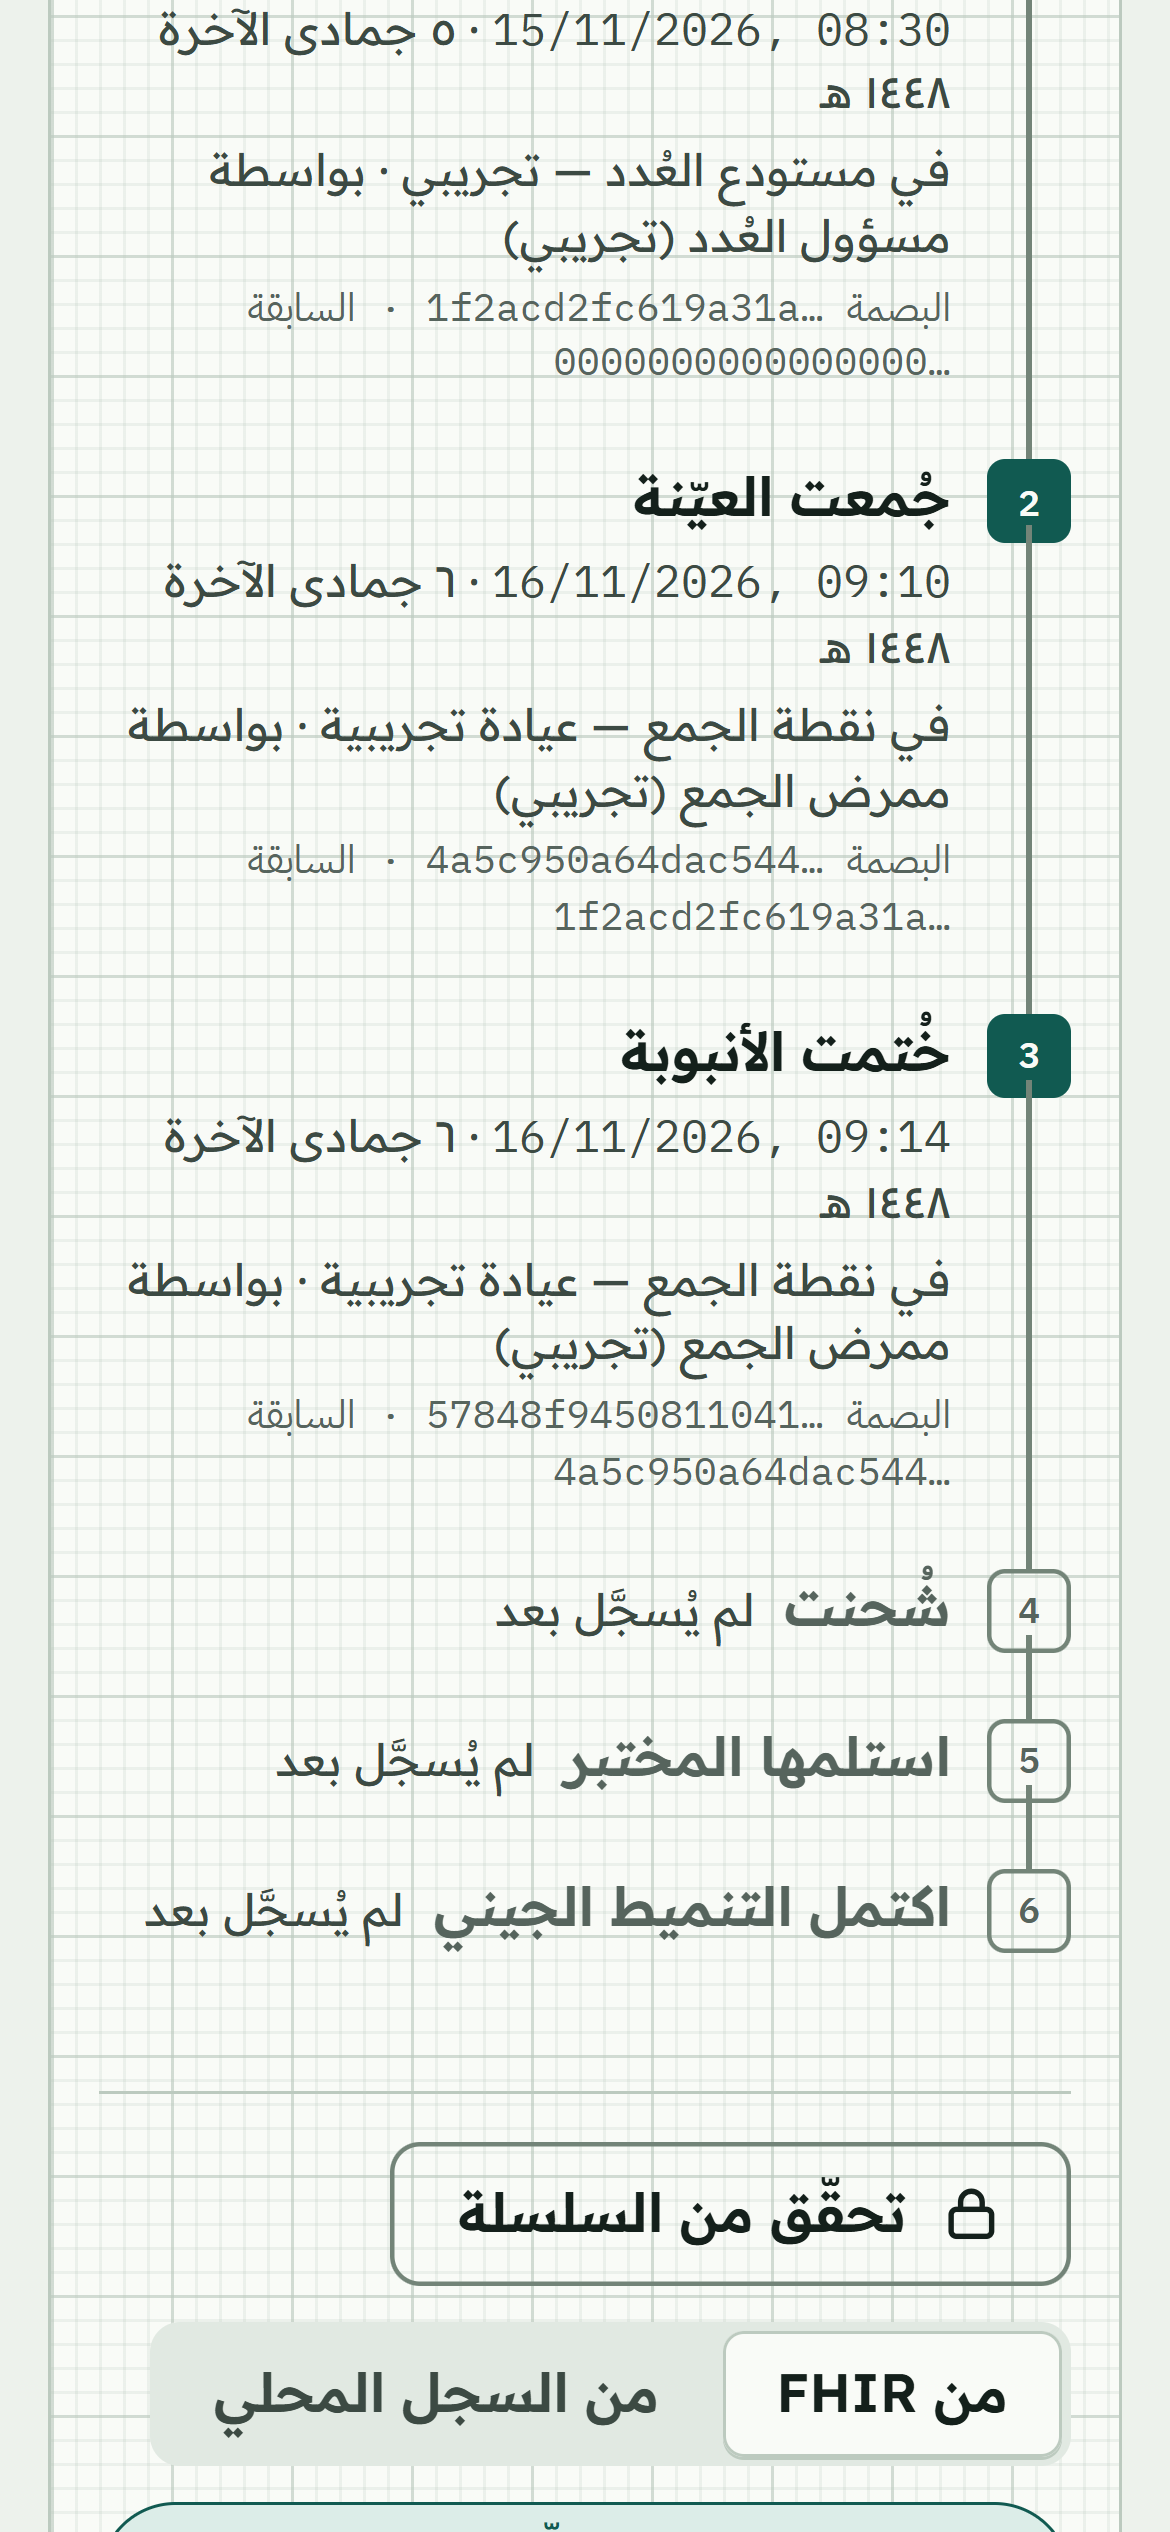 15/11/2026, 08:30 · ٥ جمادى الآخرة
١٤٤٨ هـ
في مستودع العُدد — تجريبي · بواسطة
مسؤول العُدد (تجريبي)
البصمة 1f2acd2fc619a31a… · السابقة
0000000000000000…
2
جُمعت العيّنة
16/11/2026, 09:10 · ٦ جمادى الآخرة
١٤٤٨ هـ
في نقطة الجمع — عيادة تجريبية · بواسطة
ممرض الجمع (تجريبي)
البصمة 4a5c950a64dac544… · السابقة
1f2acd2fc619a31a…
3
خُتمت الأنبوبة
16/11/2026, 09:14 · ٦ جمادى الآخرة
١٤٤٨ هـ
في نقطة الجمع — عيادة تجريبية · بواسطة
ممرض الجمع (تجريبي)
البصمة 57848f9450811041… · السابقة
4a5c950a64dac544…
4 شُحنت لم يُسجَّل بعد
5 استلمها المختبر لم يُسجَّل بعد
6 اكتمل التنميط الجيني لم يُسجَّل بعد
تحقّق من السلسلة
من FHIR من السجل المحلي